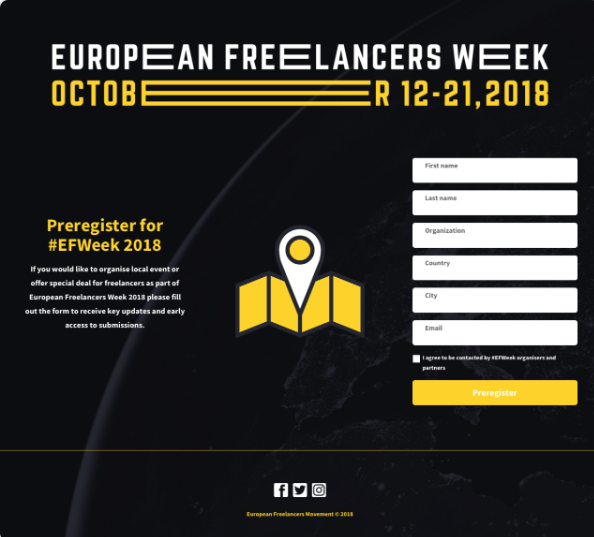 EUROPEAN FREELANCERS WEEK
OCTOBER 12-21,2018
Preregister for
#EFWeek 2018
If you would like to organise local event or
offer special deal for freelancers as part of
European Freelancers Week 2018 please fill
out the form to receive key updates and early
access to submissions.
First name
Last name
Organization
Country
City
Email
I agree to be contacted by #EFWeek organisers and
partners
Preregister
European Freelancers Movement © 2018